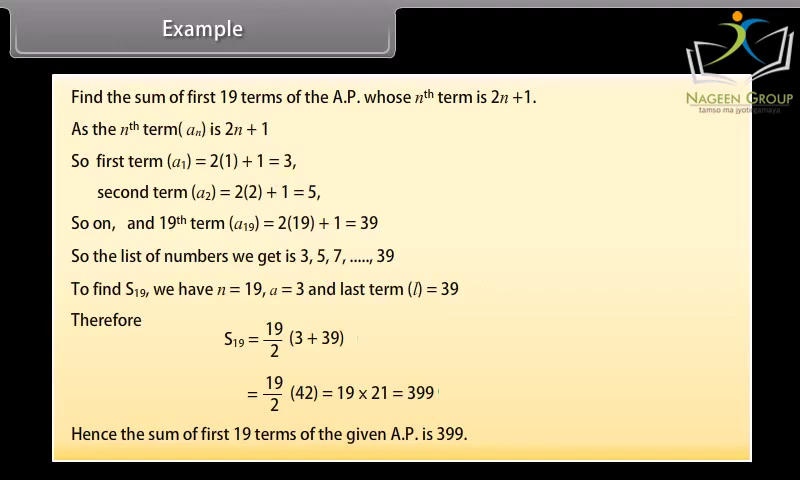 Example
NAGEEN GROUP
tamso ma jyotirgamaya
Find the sum of first 19 terms of the A.P. whose nth term is 2n +1.
As the nth term( aₙ) is 2n + 1
So first term (a₁) = 2(1) + 1 = 3,
second term (a₂) = 2(2) + 1 = 5,
So on, and 19th term (a₁₉) = 2(19) + 1 = 39
So the list of numbers we get is 3, 5, 7, ....., 39
To find S₁₉, we have n = 19, a = 3 and last term (l) = 39
Therefore
S₁₉ = 19/2 (3 + 39)
= 19/2 (42) = 19 x 21 = 399
Hence the sum of first 19 terms of the given A.P. is 399.